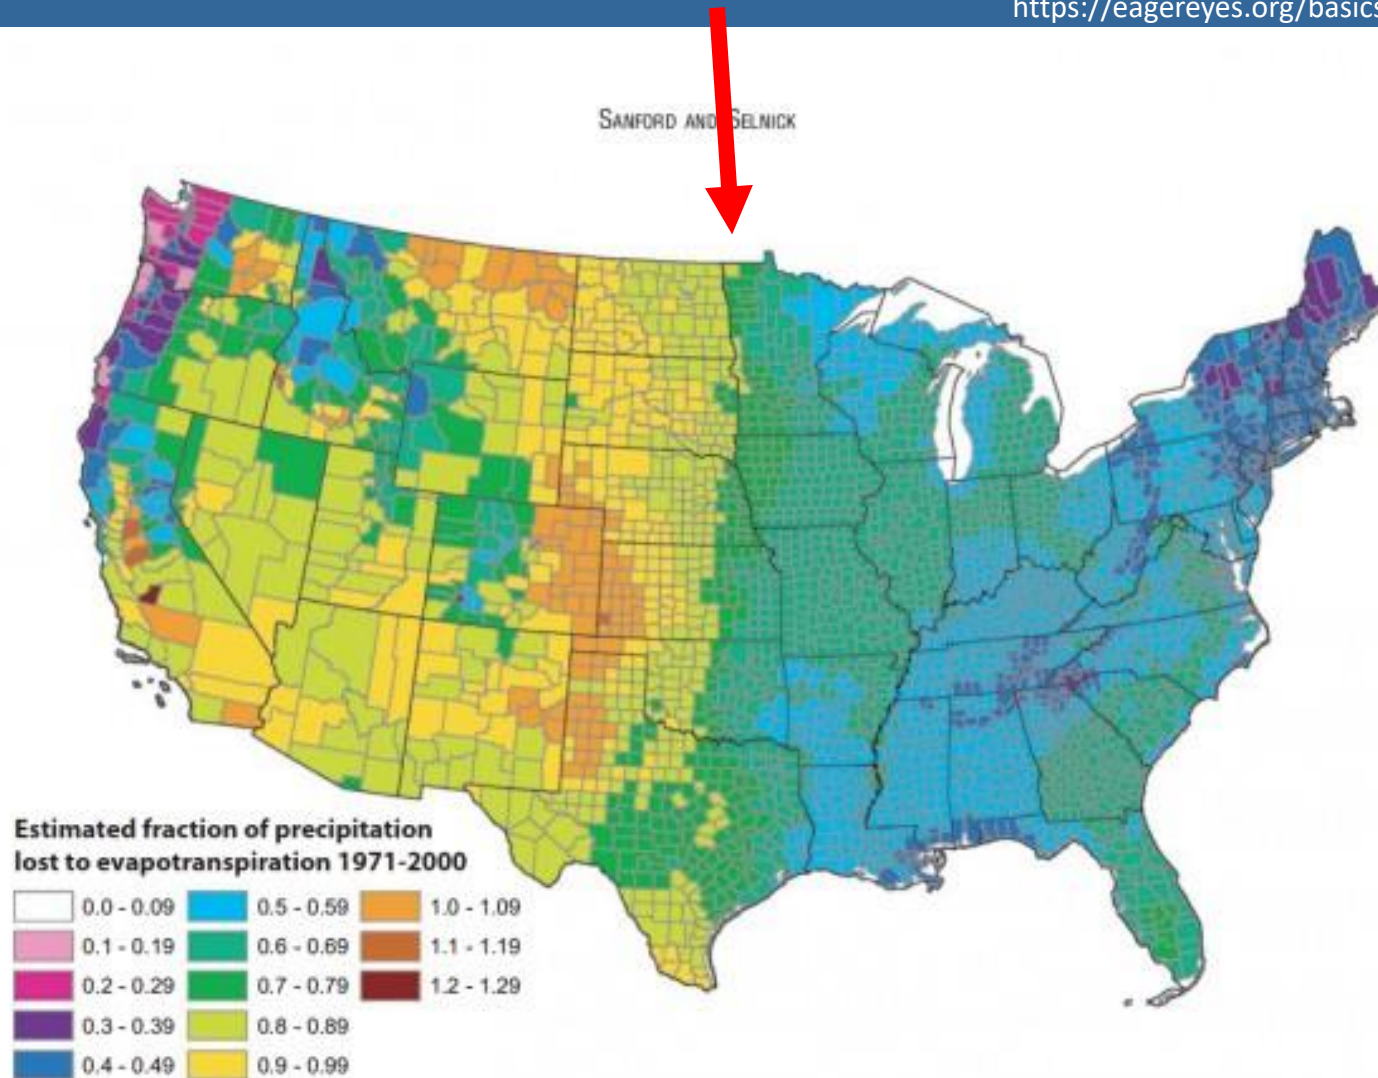 https://eagereyes.org/basics
SANFORD AND SELNICK
Estimated fraction of precipitation
lost to evapotranspiration 1971-2000
0.0 - 0.09
0.1 - 0.19
0.2 - 0.29
0.3 - 0.39
0.4 - 0.49
0.5 - 0.59
0.6 - 0.69
0.7 - 0.79
0.8 - 0.89
0.9 - 0.99
1.0 - 1.09
1.1 - 1.19
1.2 - 1.29